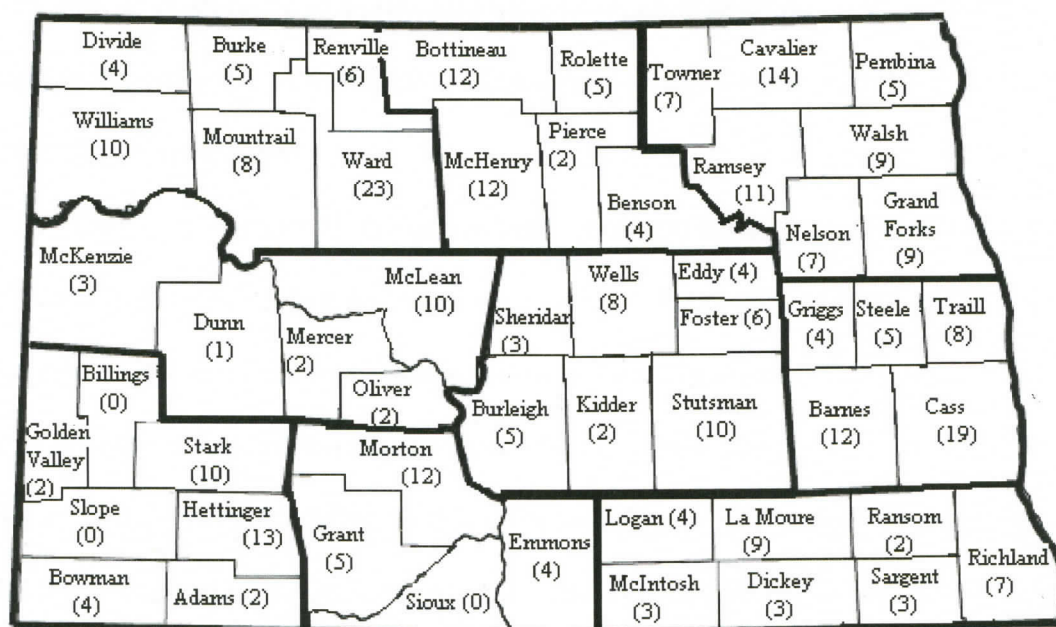 Divide
(4)
Burke
(5)
Renville
(6)
Bottineau
(12)
Rolette
(5)
Towner
(7)
Cavalier
(14)
Pembina
(5)
Williams
(10)
Mountrail
(8)
Ward
(23)
McHenry
(12)
Pierce
(2)
Benson
(4)
Ramsey
(11)
Walsh
(9)
Nelson
(7)
Grand
Forks
(9)
McKenzie
(3)
Dunn
(1)
McLean
(10)
Mercer
(2)
Oliver
(2)
Sheridan
(3)
Wells
(8)
Eddy (4)
Foster (6)
Griggs
(4)
Steele
(5)
Traill
(8)
Billings
(0)
Golden
Valley
(2)
Stark
(10)
Burleigh
(5)
Kidder
(2)
Stutsman
(10)
Barnes
(12)
Cass
(19)
Slope
(0)
Hettinger
(13)
Morton
(12)
Grant
(5)
Bowman
(4)
Adams (2)
Sioux (0)
Emmons
(4)
Logan (4)
La Moure
(9)
Ransom
(2)
Richland
(7)
McIntosh
(3)
Dickey
(3)
Sargent
(3)